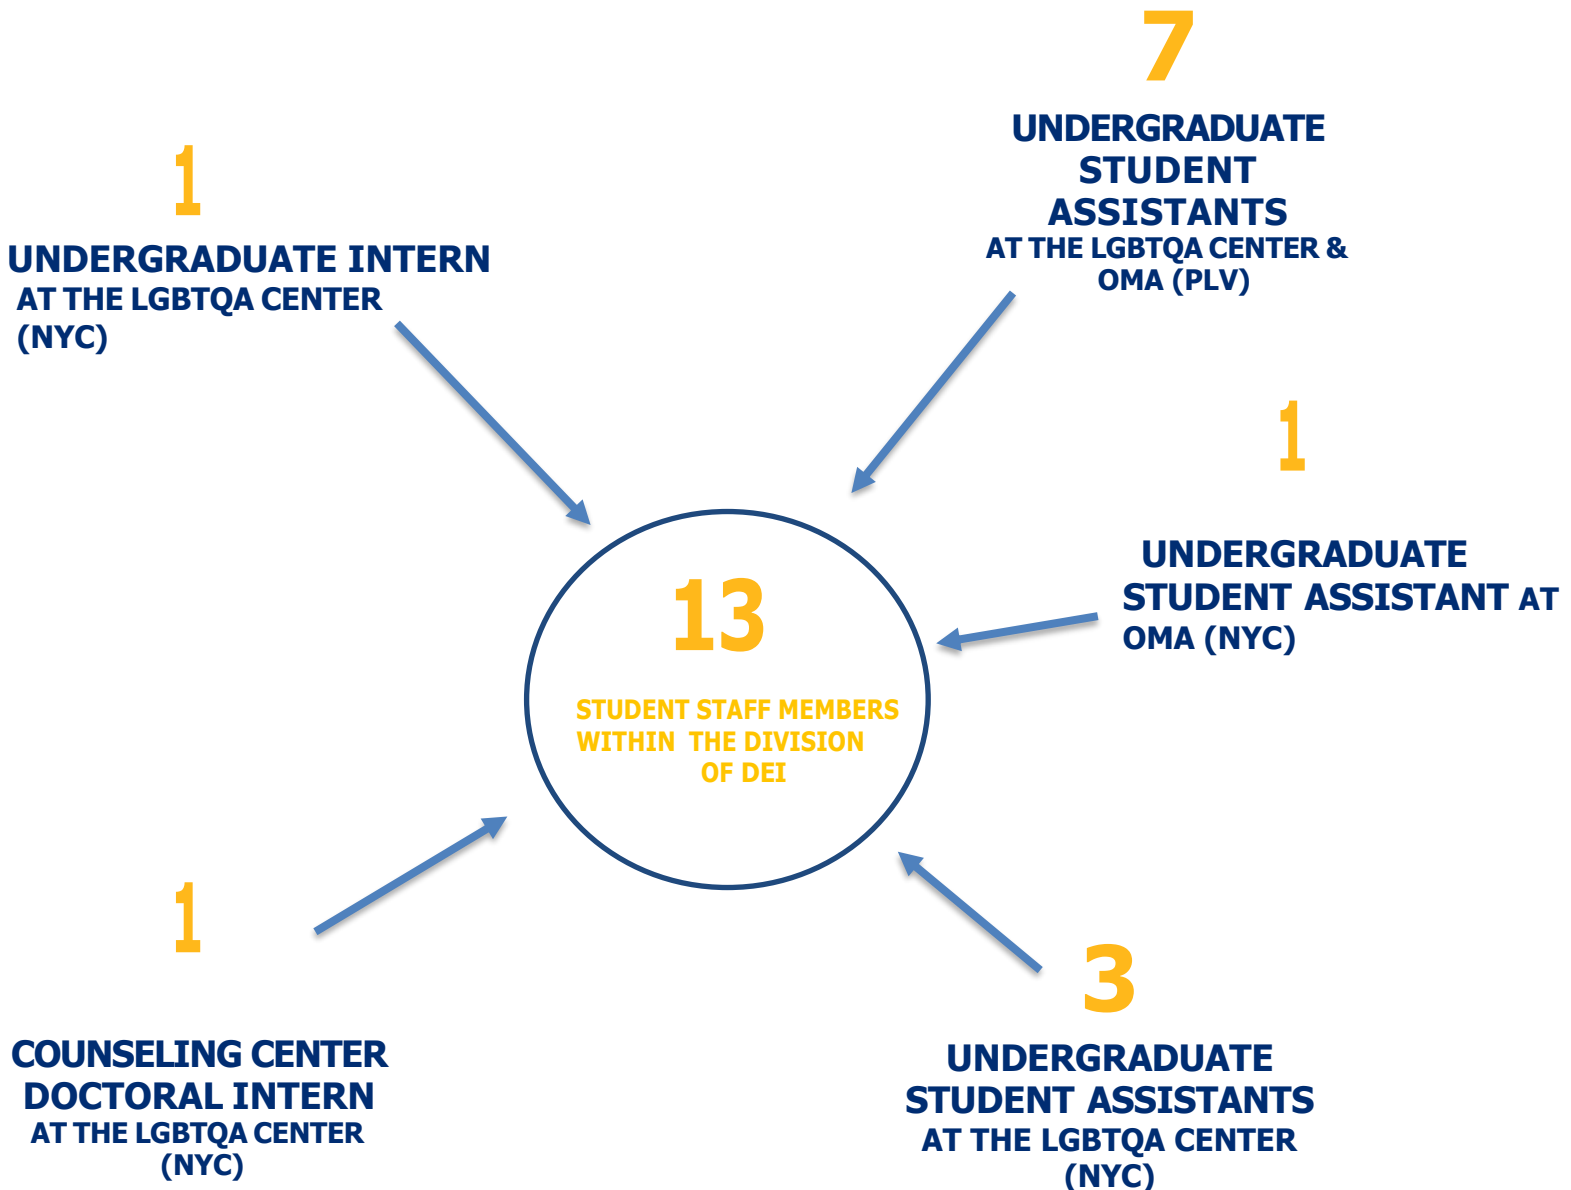 1
UNDERGRADUATE INTERN
AT THE LGBTQA CENTER
(NYC)
7
UNDERGRADUATE
STUDENT
ASSISTANTS
AT THE LGBTQA CENTER &
OMA (PLV)
1
UNDERGRADUATE
STUDENT ASSISTANT AT
OMA (NYC)
13
STUDENT STAFF MEMBERS
WITHIN THE DIVISION
OF DEI
1
COUNSELING CENTER
DOCTORAL INTERN
AT THE LGBTQA CENTER
(NYC)
3
UNDERGRADUATE
STUDENT ASSISTANTS
AT THE LGBTQA CENTER
(NYC)